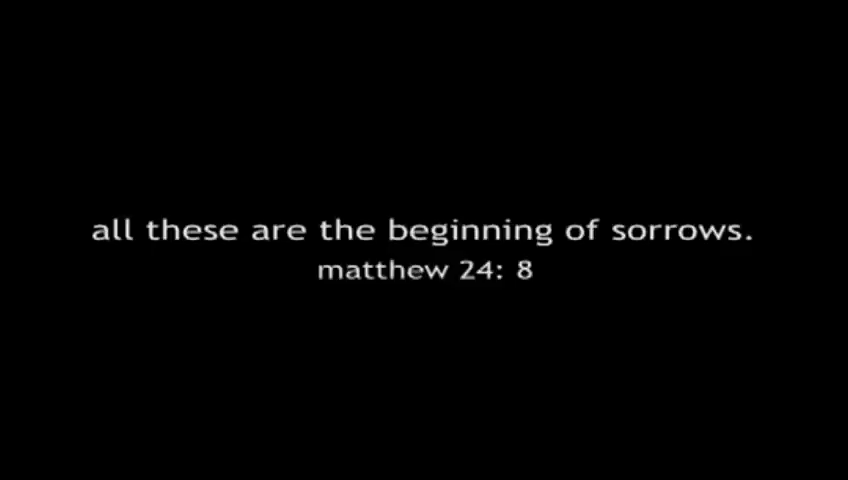 all these are the beginning of sorrows.
matthew 24: 8